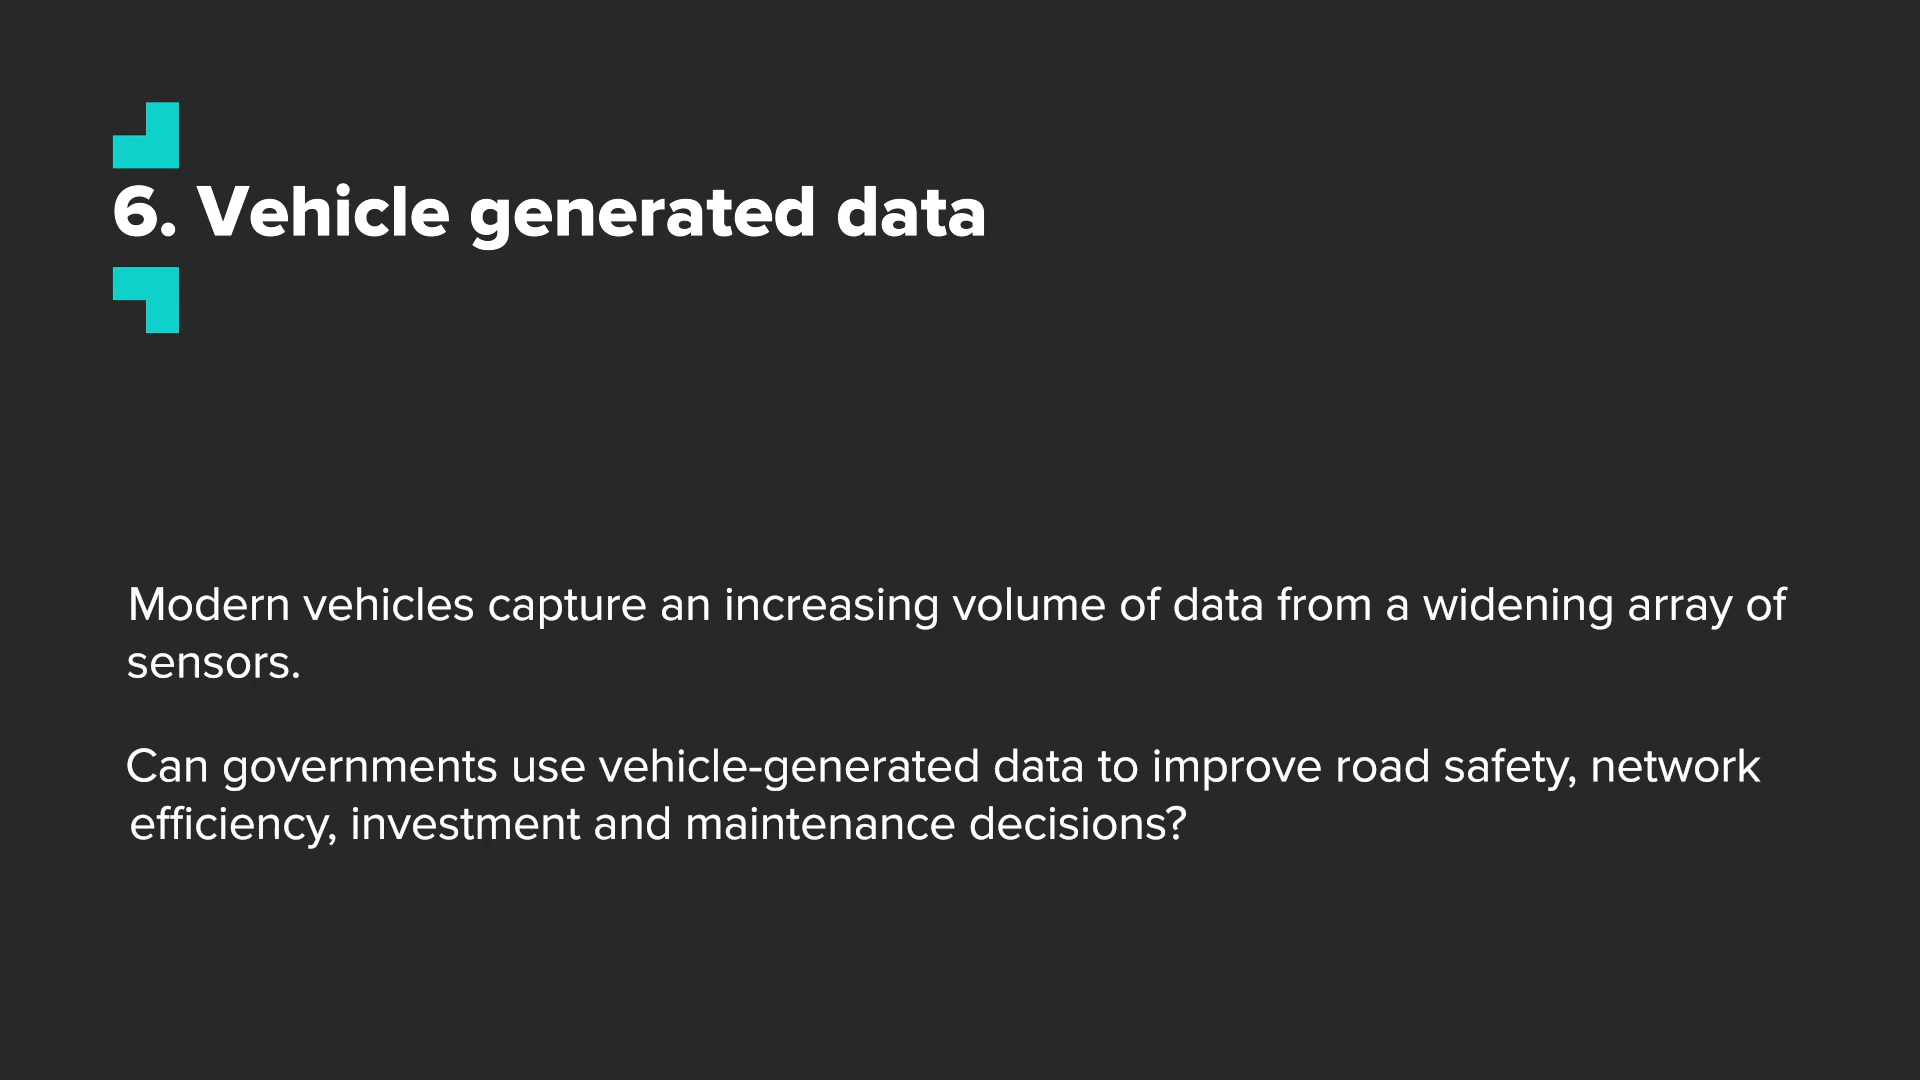 6. Vehicle generated data
Modern vehicles capture an increasing volume of data from a widening array of
sensors.
Can governments use vehicle-generated data to improve road safety, network
efficiency, investment and maintenance decisions?